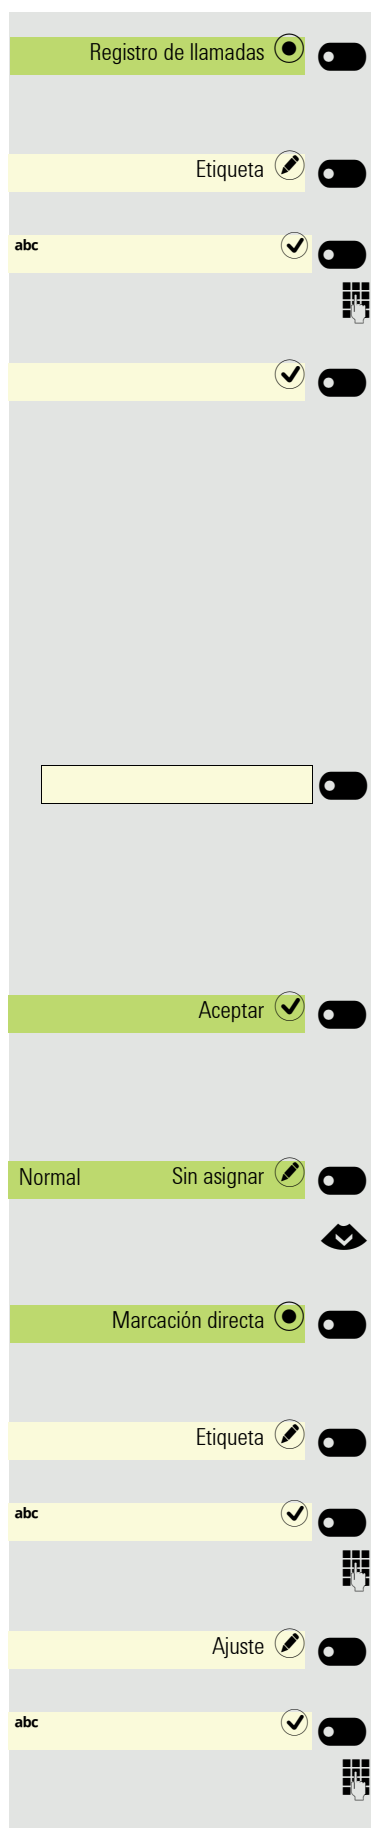 Registro de llamadas
Etiqueta
abc
Aceptar
Normal Sin asignar
Marcación directa
Etiqueta
abc
Ajuste
abc